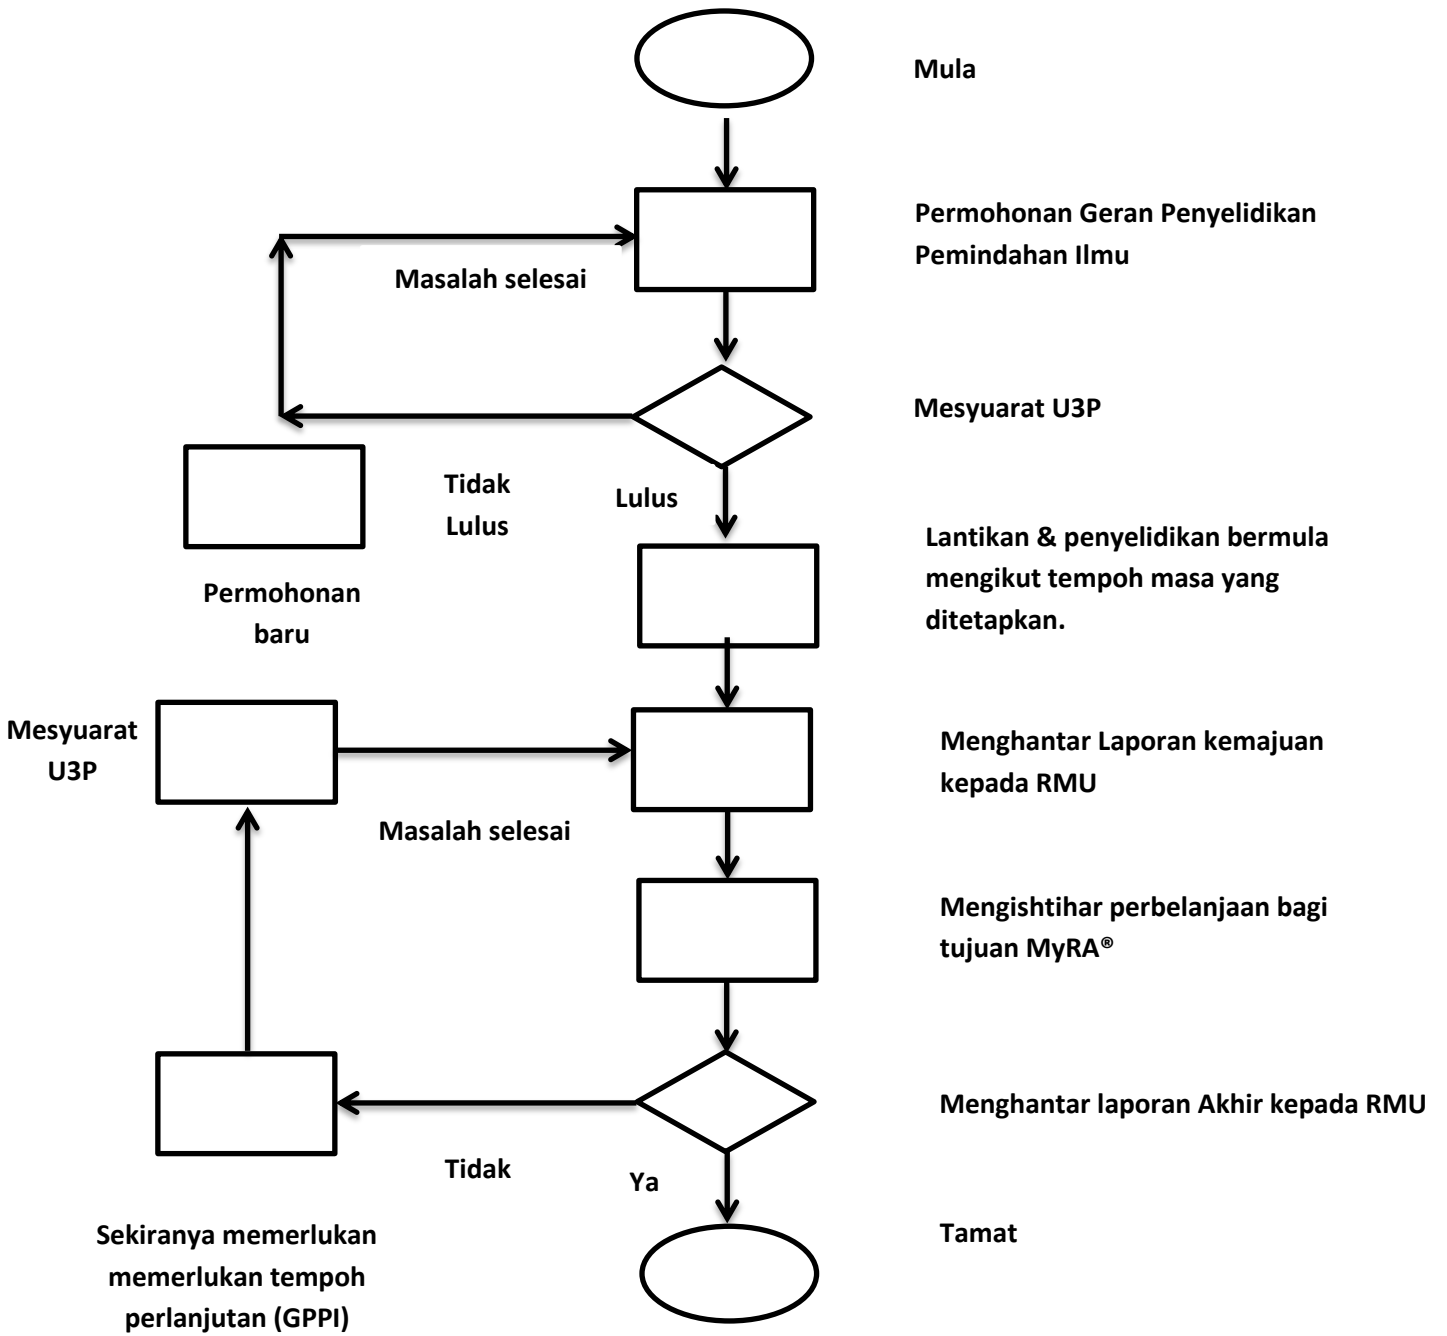 Mula
Permohonan Geran Penyelidikan
Pemindahan Ilmu
Masalah selesai
Mesyuarat U3P
Tidak
Lulus
Lulus
Lantikan & penyelidikan bermula
mengikut tempoh masa yang
ditetapkan.
Permohonan
baru
Mesyuarat
U3P
Menghantar Laporan kemajuan
kepada RMU
Masalah selesai
Mengishtihar perbelanjaan bagi
tujuan MyRA®
Menghantar laporan Akhir kepada RMU
Tidak
Ya
Tamat
Sekiranya memerlukan
memerlukan tempoh
perlanjutan (GPPI)